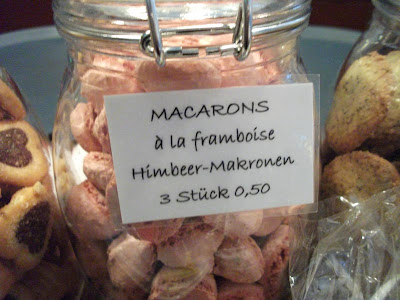 MACARONS
à la framboise
Himbeer-Makronen
3 Stück 0,50